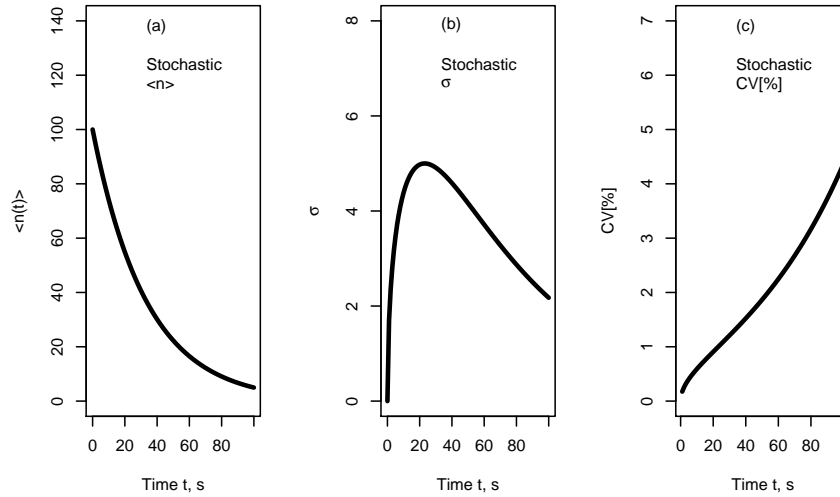 (a)
Stochastic
<n>
<n(t)>
0
20
40
60
80
100
120
140
0 20 40 60 80
Time t, s
(b)
Stochastic
σ
σ
0
2
4
6
8
0 20 40 60 80
Time t, s
(c)
Stochastic
CV[%]
CV[%]
0
1
2
3
4
5
6
7
0 20 40 60 80
Time t, s